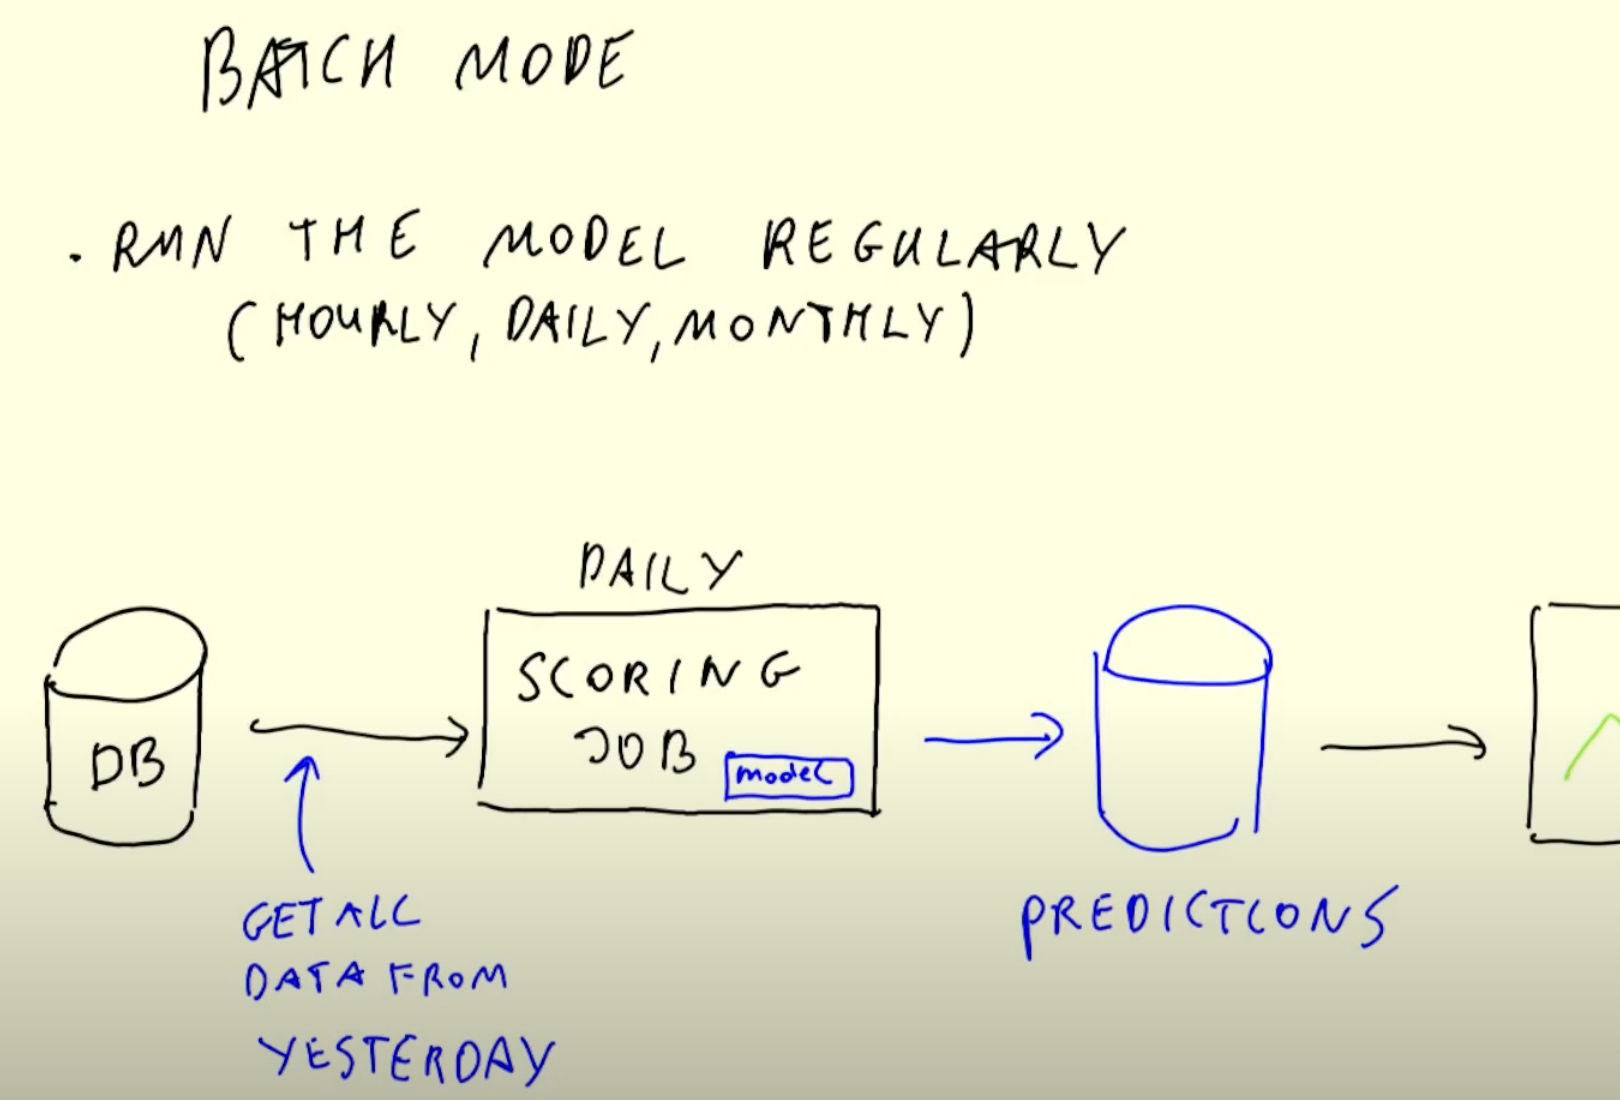 BATCH MODE
. RUN THE MODEL REGULARLY
(HOURLY, DAILY, MONTHLY)
DAILY
SCORING
JOB
model
DB
GET ALL
DATA FROM
YESTERDAY
PREDICTIONS